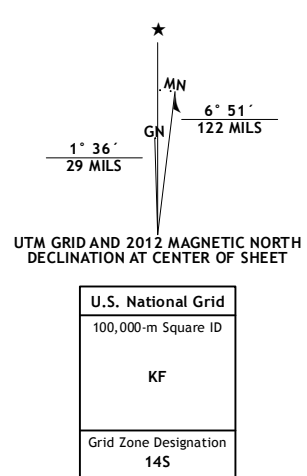 ★
MN
GN
6° 51´
122 MILS
1° 36´
29 MILS
UTM GRID AND 2012 MAGNETIC NORTH
DECLINATION AT CENTER OF SHEET
U.S. National Grid
100,000-m Square ID
KF
Grid Zone Designation
14S